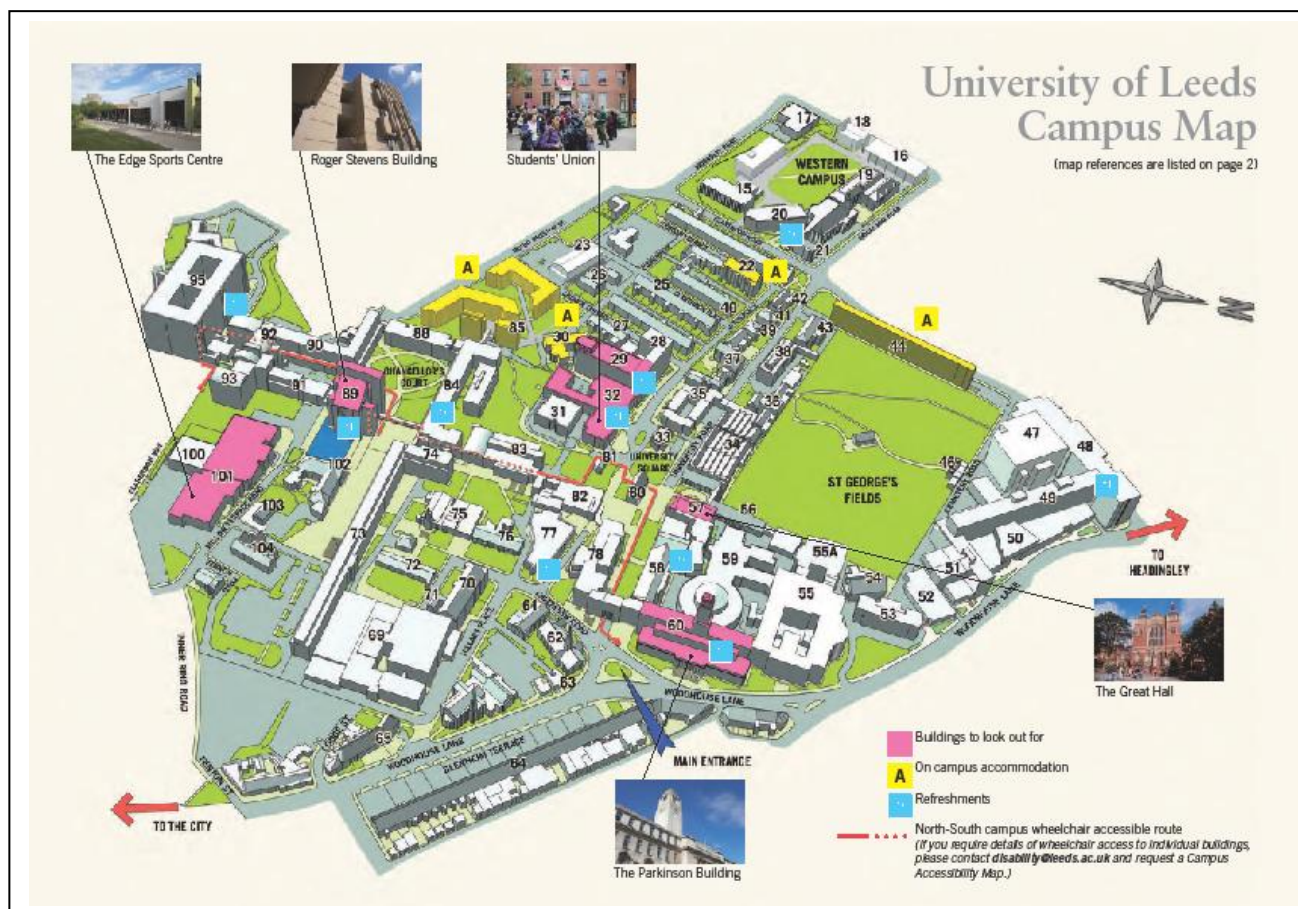 University of Leeds
Campus Map
(map references are listed on page 2)
The Edge Sports Centre
Roger Stevens Building
Students' Union
17
18
16
WESTERN
CAMPUS
15
19
20
21
23
22
A
A
26
25
40
42
41
39
43
A
44
95
92
90
88
85
A
30
27
28
29
37
38
36
35
34
33
32
31
93
91
89
CHANCELLOR'S
COURT
84
83
81
80
UNIVERSITY
SQUARE
ST GEORGE'S
FIELDS
47
48
49
50
51
52
53
54
55A
55
56
57
59
58
60
100
101
102
103
104
74
73
75
76
77
78
82
72
71
70
69
64
62
63
INNER RING ROAD
WOODHOUSE LANE
WOODHOUSE LANE
WOODHOUSE LANE
BLENHEIM TERRACE
64
MAIN ENTRANCE
TO THE CITY
TO
HEADINGLEY
The Great Hall
The Parkinson Building
Buildings to look out for
A
On campus accommodation
Refreshments
North-South campus wheelchair accessible route
(if you require details of wheelchair access to individual buildings,
please contact disability@leeds.ac.uk and request a Campus
Accessibility Map.)